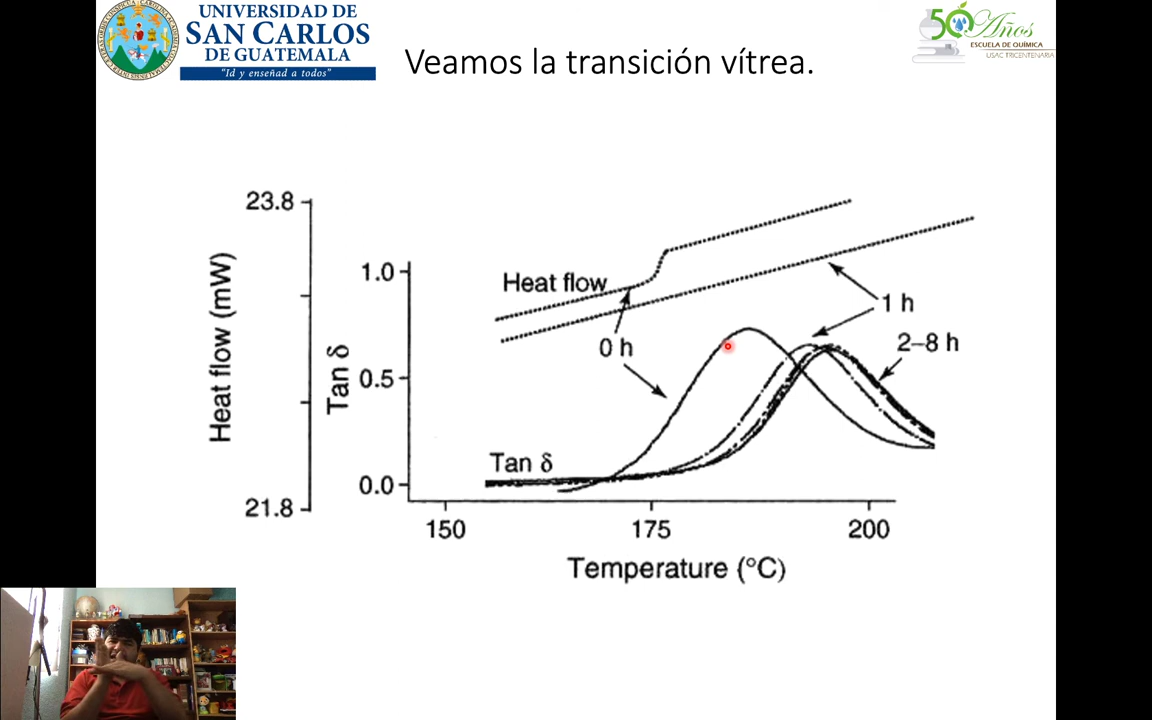 UNIVERSIDAD DE
SAN CARLOS
DE GUATEMALA
"Id y enseñad a todos"
50 Años
ESCUELA DE QUÍMICA
USAC TRICENTENARIA
Veamos la transición vítrea.
23.8
21.8
Heat flow (mW)
1.0
0.5
0.0
Tan δ
Heat flow
0 h
1 h
2–8 h
Tan δ
150
175
200
Temperature (°C)